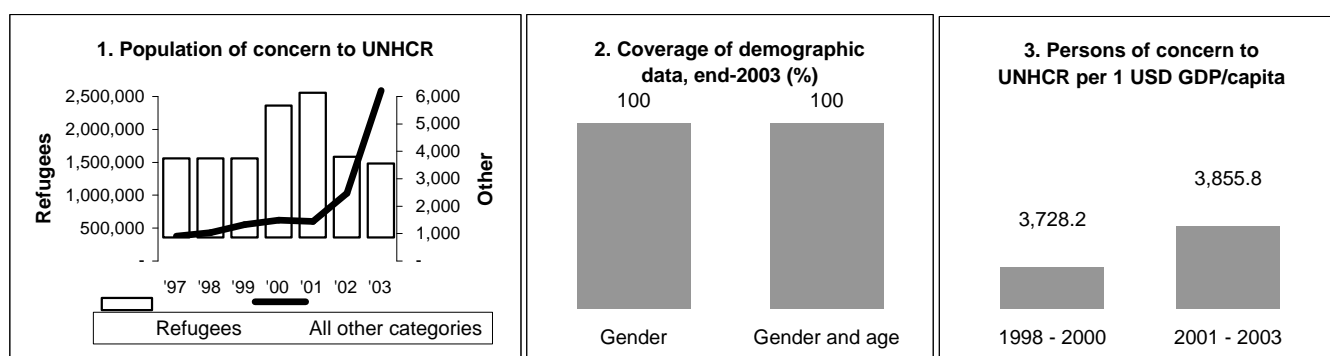 1. Population of concern to UNHCR
Refugees
2,500,000
2,000,000
1,500,000
1,000,000
500,000
-
6,000
5,000
4,000
3,000
2,000
1,000
-
Other
'97 '98 '99 '00 '01 '02 '03
Refugees All other categories
2. Coverage of demographic
data, end-2003 (%)
100 100
Gender Gender and age
3. Persons of concern to
UNHCR per 1 USD GDP/capita
3,728.2
3,855.8
1998 - 2000 2001 - 2003